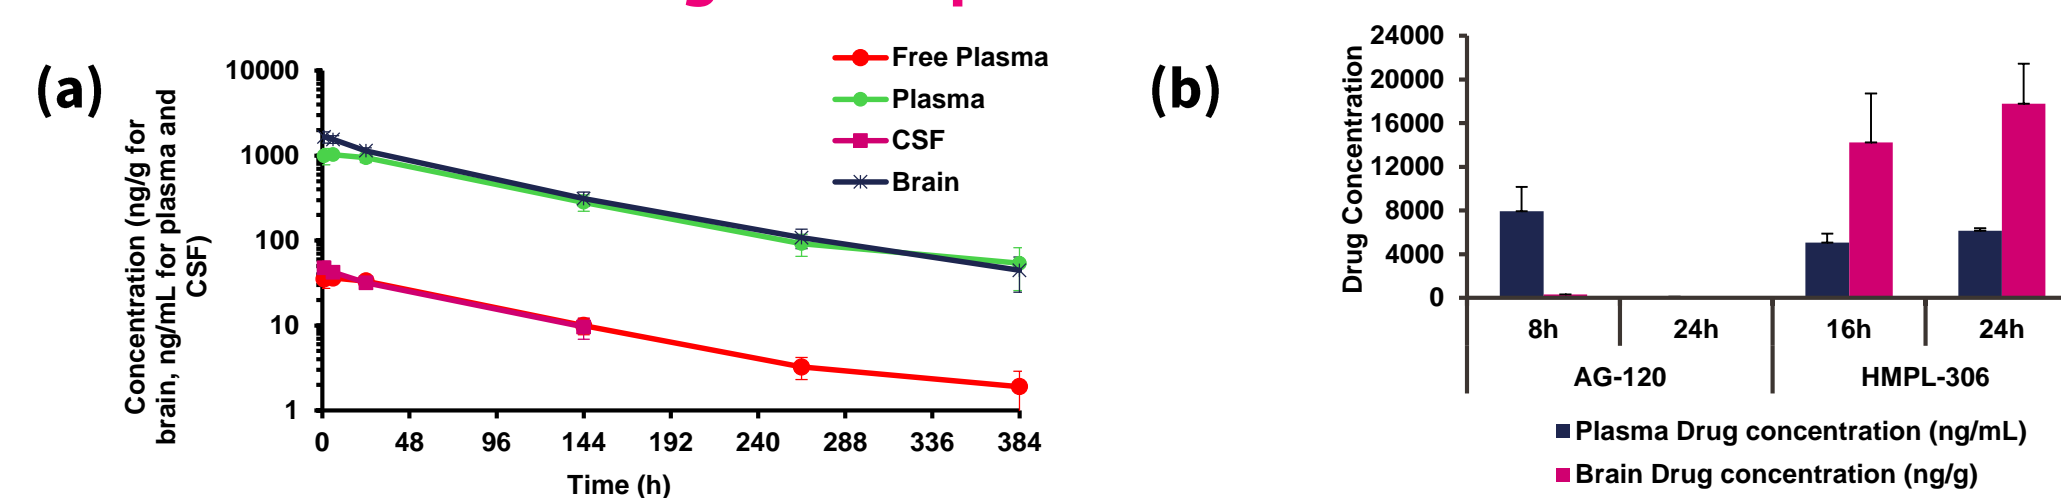 (a)
Concentration (ng/g for
brain, ng/mL for plasma and
CSF)
10000
1000
100
10
1
0 48 96 144 192 240 288 336 384
Time (h)
Free Plasma
Plasma
CSF
Brain
(b)
Drug Concentration
24000
20000
16000
12000
8000
4000
0
8h 24h 16h 24h
AG-120 HMPL-306
Plasma Drug concentration (ng/mL)
Brain Drug concentration (ng/g)